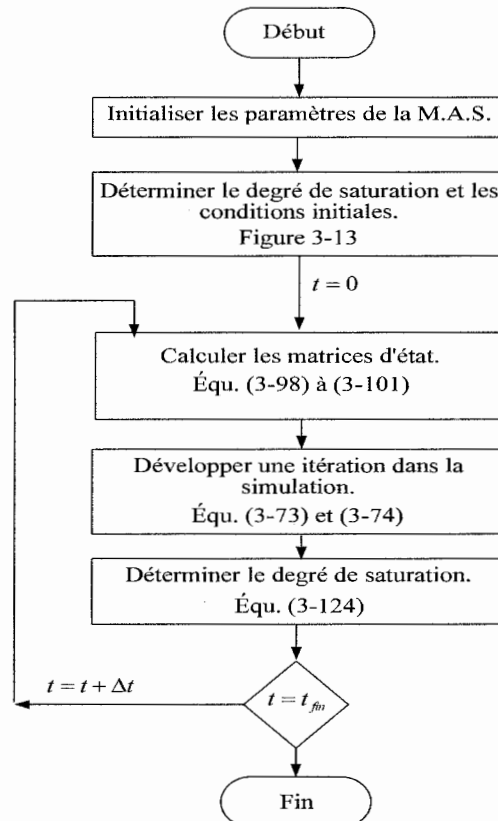 Début
Initialiser les paramètres de la M.A.S.
Déterminer le degré de saturation et les
conditions initiales.
Figure 3-13
t = 0
Calculer les matrices d'état.
Équ. (3-98) à (3-101)
Développer une itération dans la
simulation.
Équ. (3-73) et (3-74)
Déterminer le degré de saturation.
Équ. (3-124)
t = t + Δt
t = t_fin
Fin